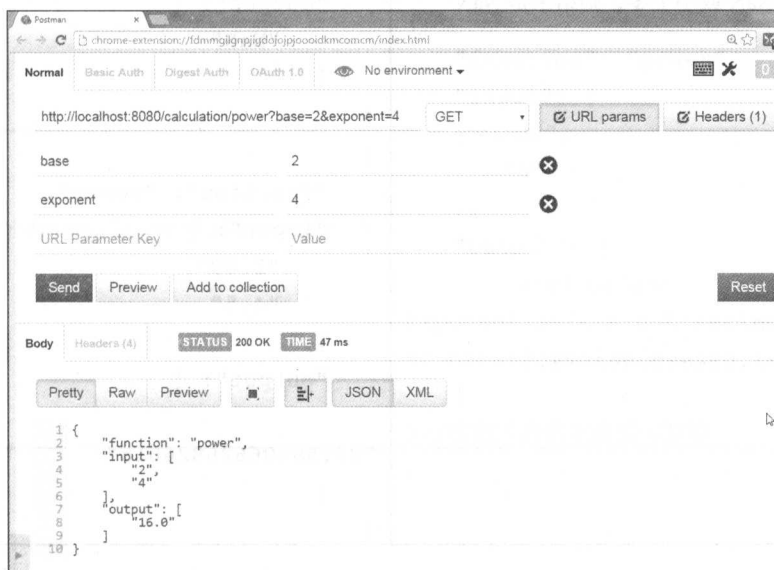 Postman
chrome-extension://fdmmgilgnpjigdojojpjoooidkmcomcm/index.html
Normal Basic Auth Digest Auth OAuth 1.0 No environment 0
http://localhost:8080/calculation/power?base=2&exponent=4 GET URL params Headers (1)
base 2
exponent 4
URL Parameter Key Value
Send Preview Add to collection Reset
Body Headers (4) STATUS 200 OK TIME 47 ms
Pretty Raw Preview JSON XML
1 {
2 "function": "power",
3 "input": [
4 "2",
5 "4"
6 ],
7 "output": [
8 "16.0"
9 ]
10 }